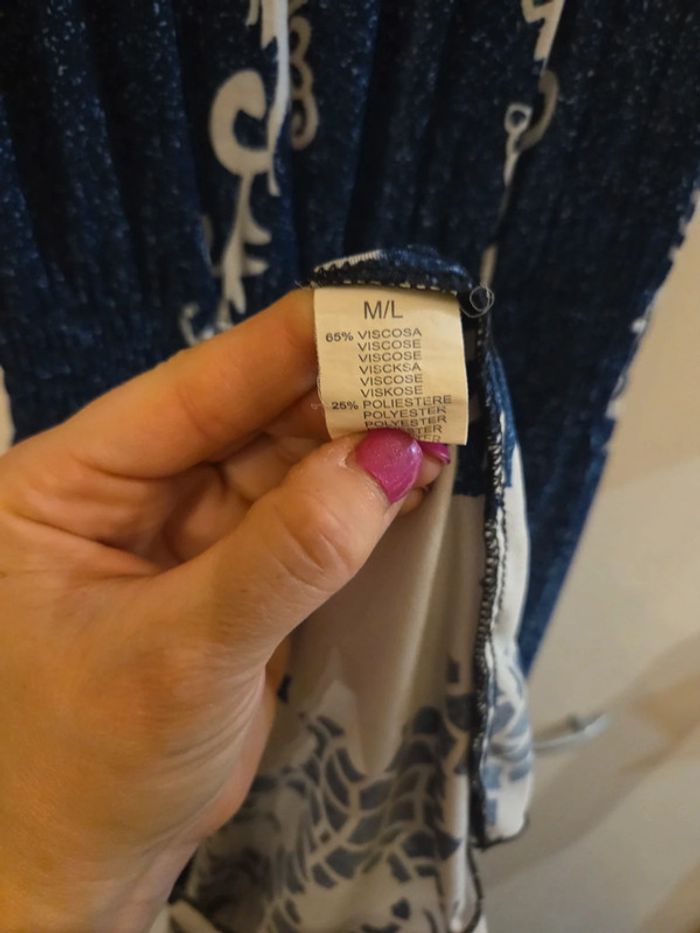 M/L
65% VISCOSA
VISCOSE
VISCOSE
VISCKSA
VISCOSE
VISKOSE
25% POLIESTERE
POLYESTER
POLYESTER